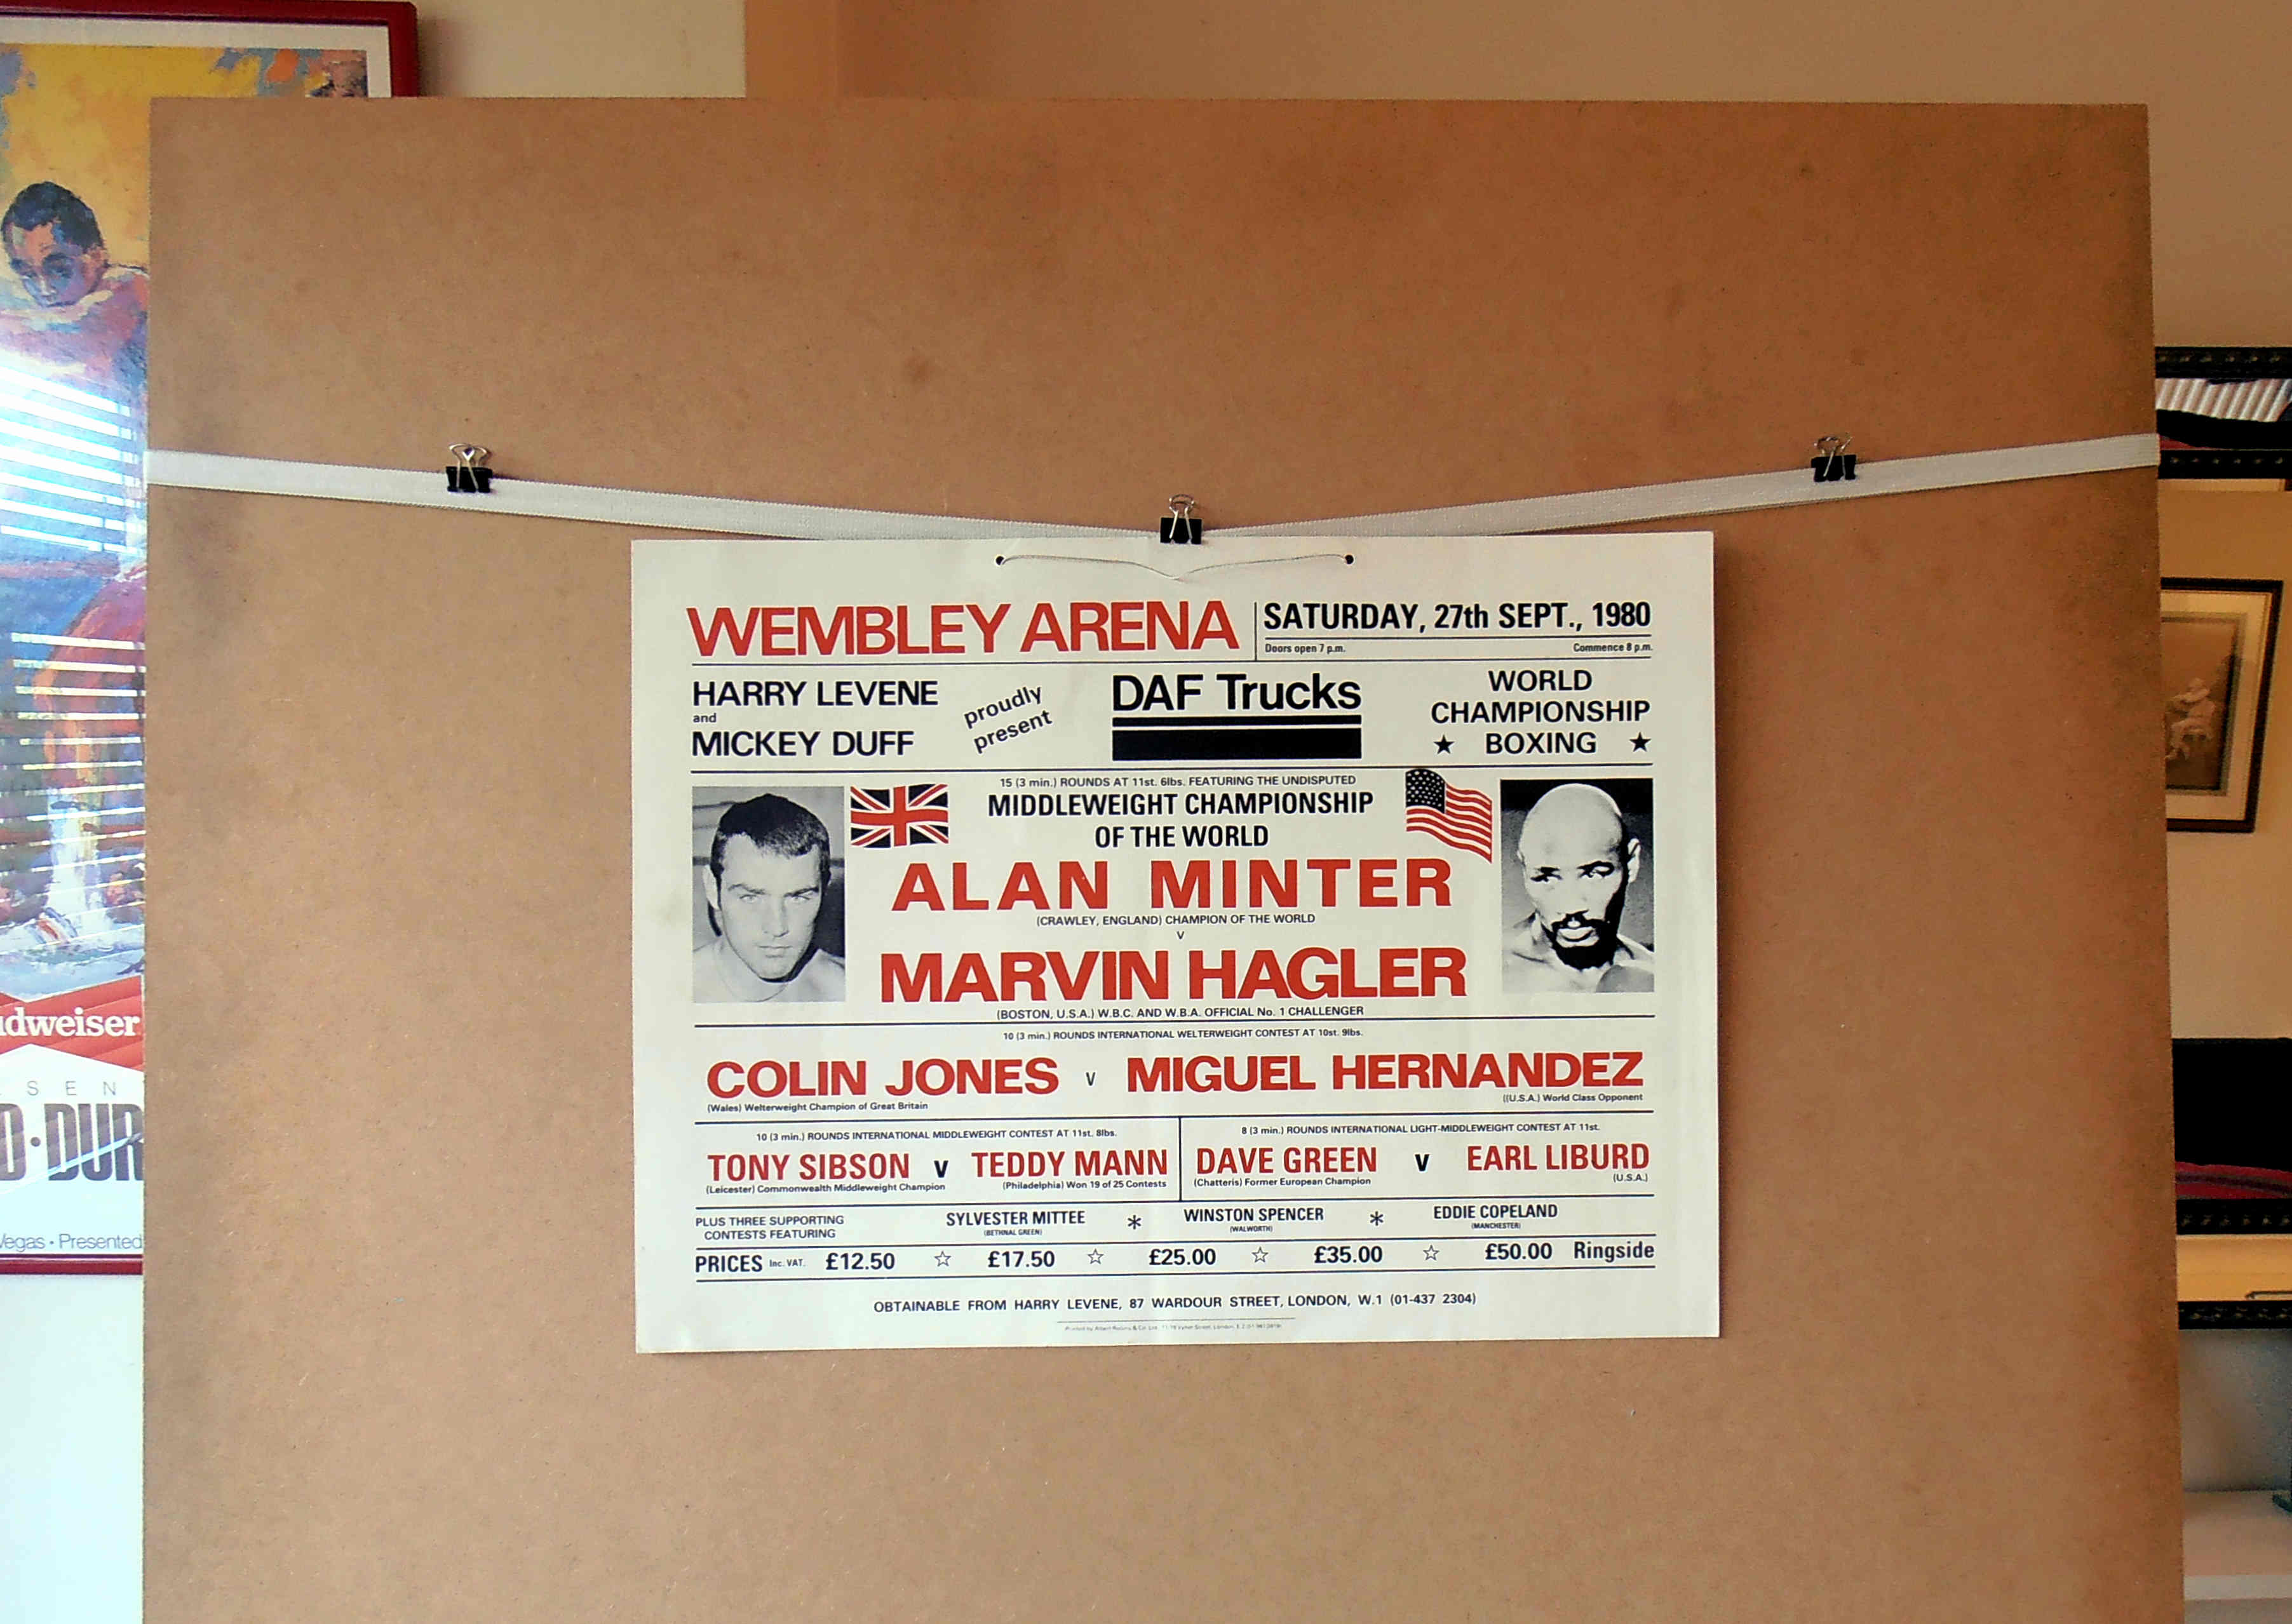 WEMBLEY ARENA
SATURDAY, 27th SEPT., 1980
Doors open 7 p.m. Commence 8 p.m.
HARRY LEVENE
and
MICKEY DUFF
proudly
present
DAF Trucks
WORLD
CHAMPIONSHIP
★ BOXING ★
15 (3 min.) ROUNDS AT 11st. 6lbs. FEATURING THE UNDISPUTED
MIDDLEWEIGHT CHAMPIONSHIP
OF THE WORLD
ALAN MINTER
(CRAWLEY, ENGLAND) CHAMPION OF THE WORLD
V
MARVIN HAGLER
(BOSTON, U.S.A.) W.B.C. AND W.B.A. OFFICIAL No. 1 CHALLENGER
10 (3 min.) ROUNDS INTERNATIONAL WELTERWEIGHT CONTEST AT 10st. 9lbs.
COLIN JONES v MIGUEL HERNANDEZ
(Wales) Welterweight Champion of Great Britain ((U.S.A.) World Class Opponent
10 (3 min.) ROUNDS INTERNATIONAL MIDDLEWEIGHT CONTEST AT 11st. 8lbs.
TONY SIBSON v TEDDY MANN
(Leicester) Commonwealth Middleweight Champion (Philadelphia) Won 19 of 25 Contests
8 (3 min.) ROUNDS INTERNATIONAL LIGHT-MIDDLEWEIGHT CONTEST AT 11st.
DAVE GREEN v EARL LIBURD
(Chatteris) Former European Champion (U.S.A.)
PLUS THREE SUPPORTING
CONTESTS FEATURING
SYLVESTER MITTEE * WINSTON SPENCER * EDDIE COPELAND
(BETHNAL GREEN) (WALWORTH) (MANCHESTER)
PRICES Inc. VAT. £12.50 ☆ £17.50 ☆ £25.00 ☆ £35.00 ☆ £50.00 Ringside
OBTAINABLE FROM HARRY LEVENE, 87 WARDOUR STREET, LONDON, W.1 (01-437 2304)
udweiser
SEN
D·DUR
Vegas · Presented